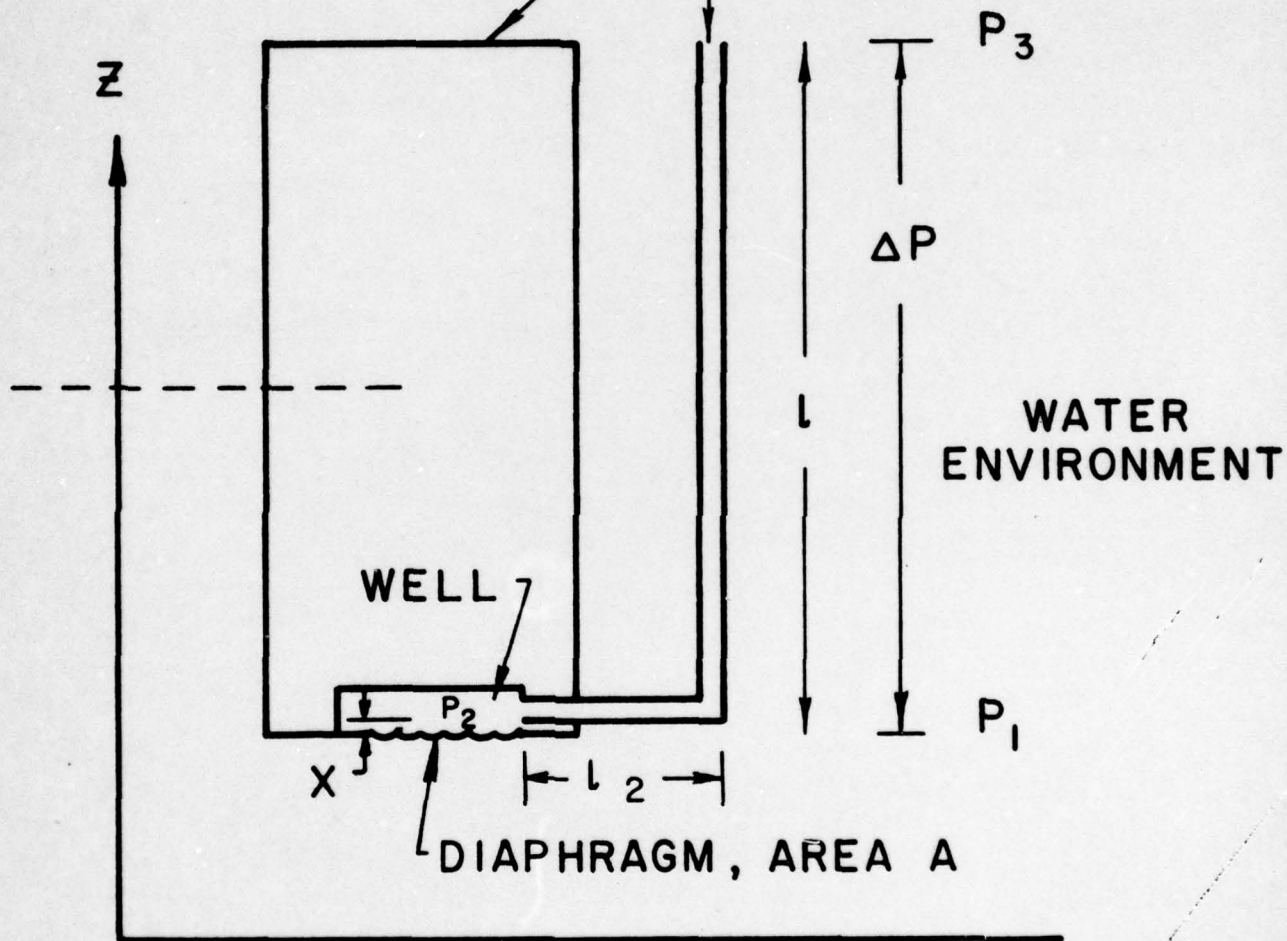 P3
Z
ΔP
l
WATER
ENVIRONMENT
WELL
P2
P1
X
l 2
DIAPHRAGM, AREA A